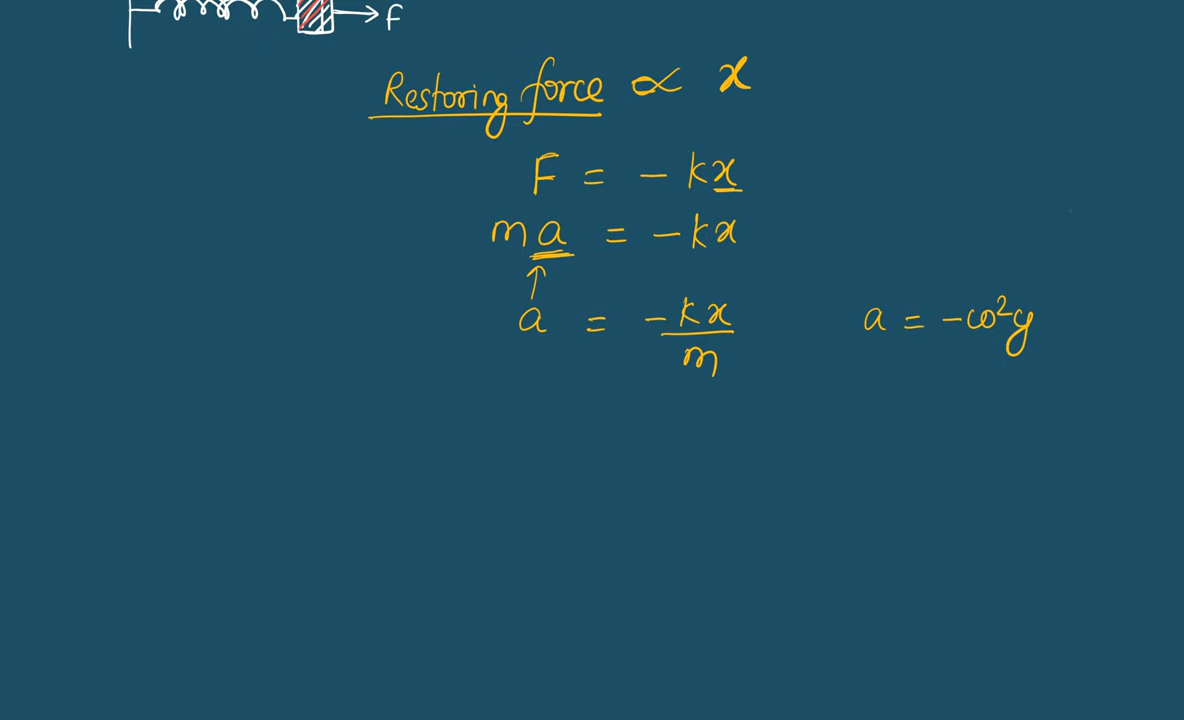 F
Restoring force ∝ x
F = - kx
ma = -kx
↑
a = -kx/m a = -ω²y